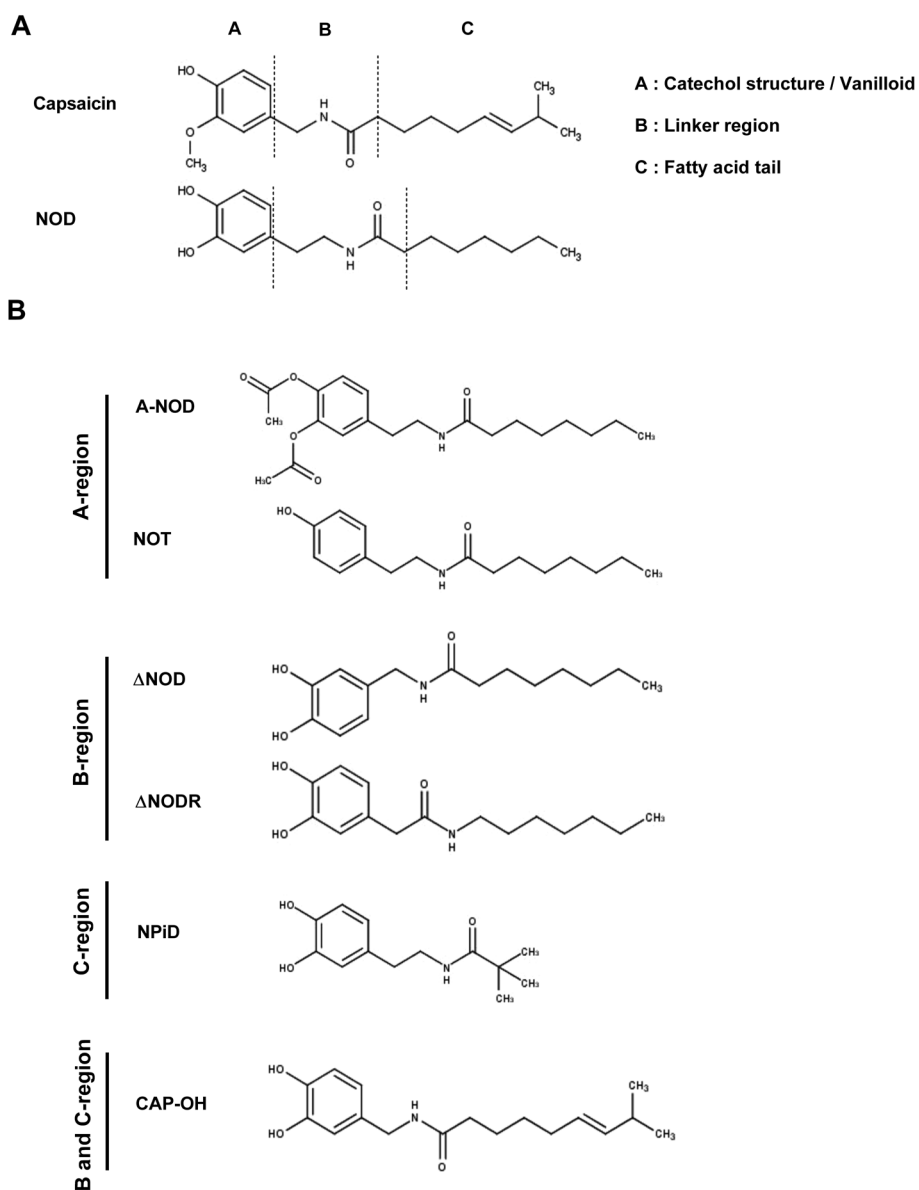 A
A B C
Capsaicin
HO
O
CH₃
H
N
O
CH₃
CH₃
A : Catechol structure / Vanilloid
B : Linker region
C : Fatty acid tail
NOD
HO
HO
O
N
H
CH₃
B
A-region
A-NOD
O
O
CH₃
O
H₃C
O
O
N
H
CH₃
NOT
HO
O
N
H
CH₃
B-region
ΔNOD
HO
HO
O
N
H
CH₃
ΔNODR
HO
HO
O
N
H
CH₃
C-region
NPiD
HO
HO
O
N
H
CH₃
CH₃
CH₃
B and C-region
CAP-OH
HO
HO
H
N
O
CH₃
CH₃